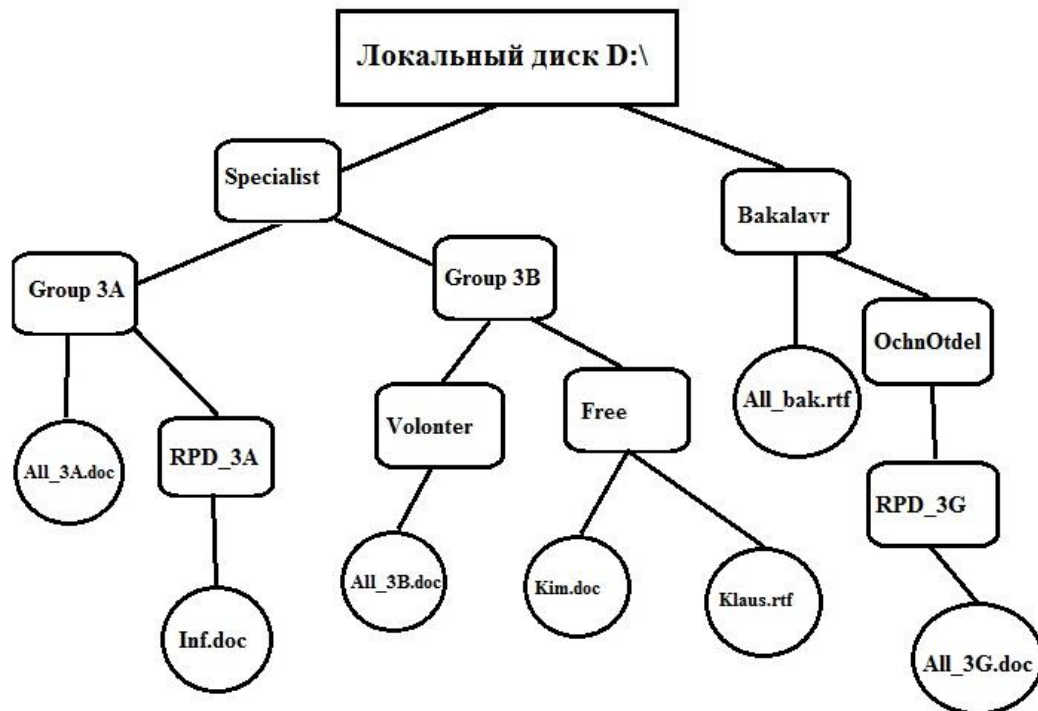 Локальный диск D:\
Specialist
Bakalavr
Group 3A
Group 3B
OchnOtdel
Volonter
Free
All_bak.rtf
All_3A.doc
RPD_3A
RPD_3G
All_3B.doc
Kim.doc
Klaus.rtf
Inf.doc
All_3G.doc